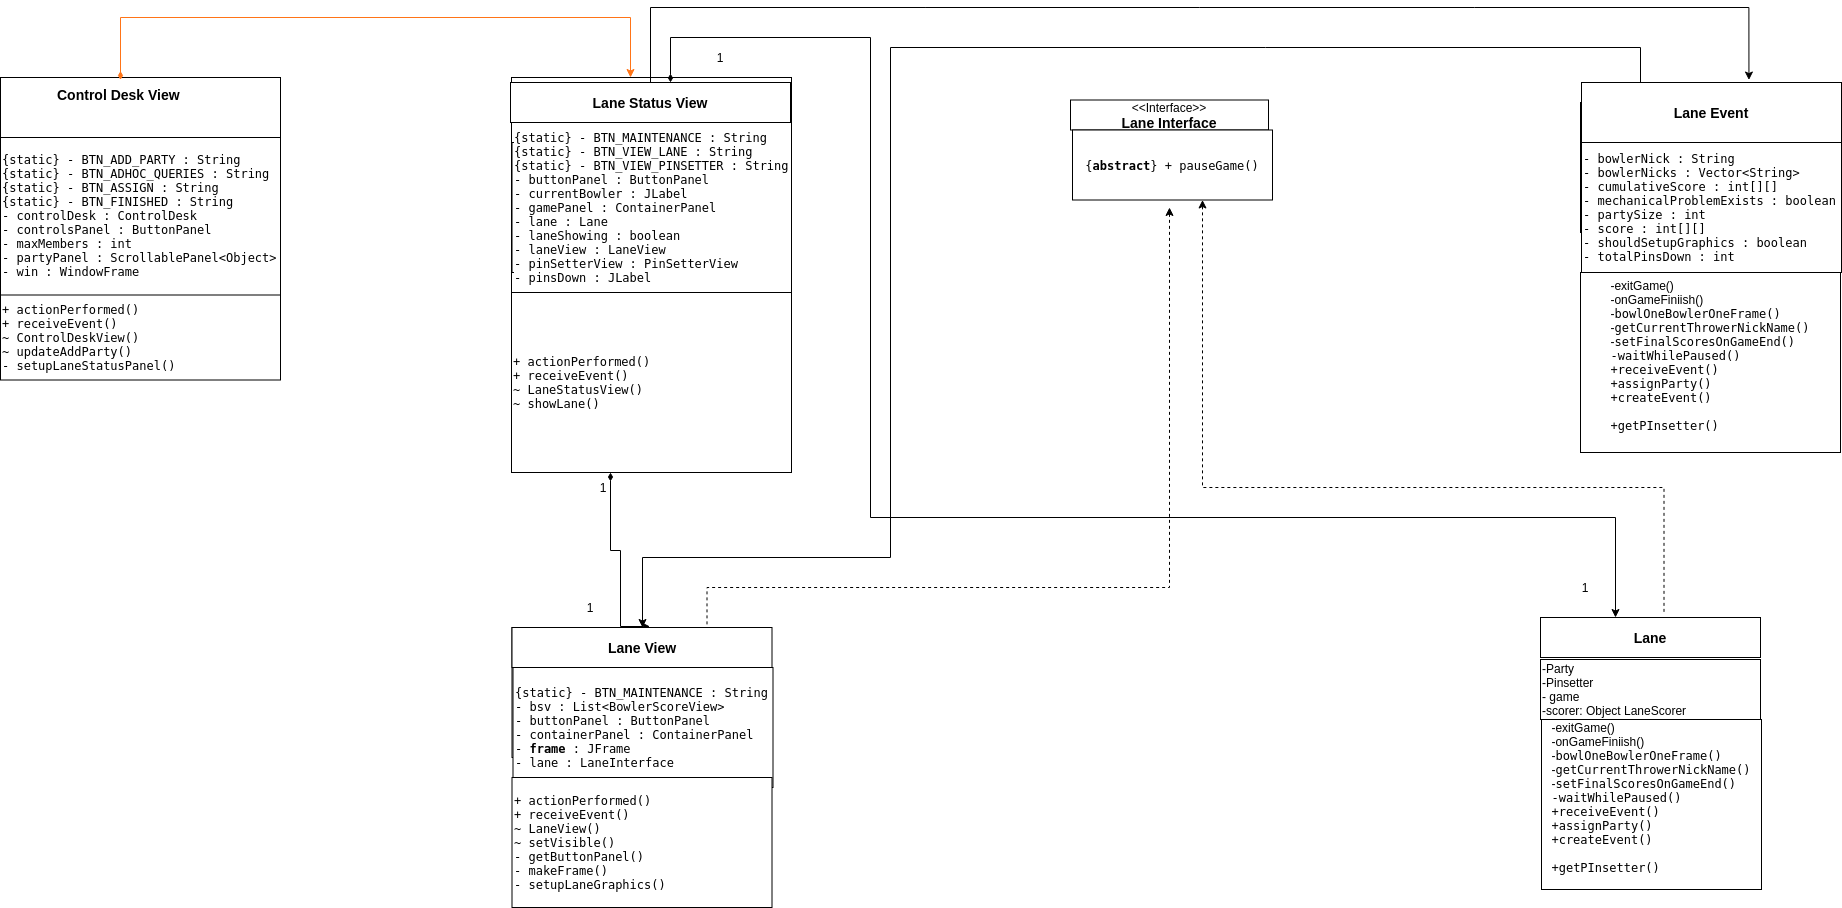 Control Desk View
{static} - BTN_ADD_PARTY : String
{static} - BTN_ADHOC_QUERIES : String
{static} - BTN_ASSIGN : String
{static} - BTN_FINISHED : String
- controlDesk : ControlDesk
- controlsPanel : ButtonPanel
- maxMembers : int
- partyPanel : ScrollablePanel<Object>
- win : WindowFrame
+ actionPerformed()
+ receiveEvent()
~ ControlDeskView()
~ updateAddParty()
- setupLaneStatusPanel()
1
Lane Status View
{static} - BTN_MAINTENANCE : String
{static} - BTN_VIEW_LANE : String
{static} - BTN_VIEW_PINSETTER : String
- buttonPanel : ButtonPanel
- currentBowler : JLabel
- gamePanel : ContainerPanel
- lane : Lane
- laneShowing : boolean
- laneView : LaneView
- pinSetterView : PinSetterView
- pinsDown : JLabel
+ actionPerformed()
+ receiveEvent()
~ LaneStatusView()
~ showLane()
1
<<Interface>>
Lane Interface
{abstract} + pauseGame()
Lane Event
- bowlerNick : String
- bowlerNicks : Vector<String>
- cumulativeScore : int[][]
- mechanicalProblemExists : boolean
- partySize : int
- score : int[][]
- shouldSetupGraphics : boolean
- totalPinsDown : int
-exitGame()
-onGameFiniish()
-bowlOneBowlerOneFrame()
-getCurrentThrowerNickName()
-setFinalScoresOnGameEnd()
-waitWhilePaused()
+receiveEvent()
+assignParty()
+createEvent()
+getPInsetter()
1
Lane View
{static} - BTN_MAINTENANCE : String
- bsv : List<BowlerScoreView>
- buttonPanel : ButtonPanel
- containerPanel : ContainerPanel
- frame : JFrame
- lane : LaneInterface
+ actionPerformed()
+ receiveEvent()
~ LaneView()
~ setVisible()
- getButtonPanel()
- makeFrame()
- setupLaneGraphics()
1
Lane
-Party
-Pinsetter
- game
-scorer: Object LaneScorer
-exitGame()
-onGameFiniish()
-bowlOneBowlerOneFrame()
-getCurrentThrowerNickName()
-setFinalScoresOnGameEnd()
-waitWhilePaused()
+receiveEvent()
+assignParty()
+createEvent()
+getPInsetter()